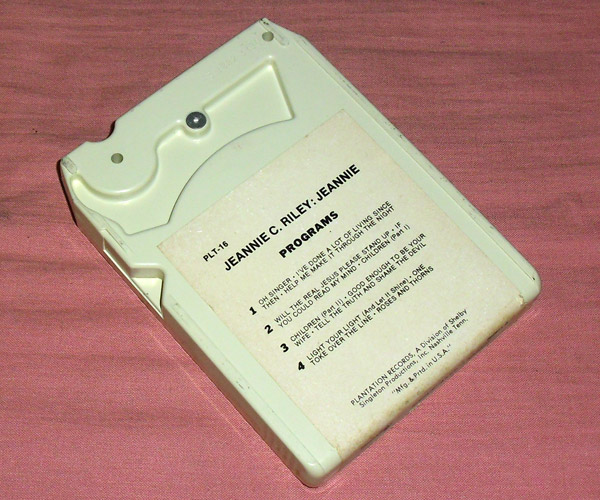 PLT-16
JEANNIE C. RILEY: JEANNIE
PROGRAMS
1 OH SINGER • I'VE DONE A LOT OF LIVING SINCE
THEN • HELP ME MAKE IT THROUGH THE NIGHT
2 WILL THE REAL JESUS PLEASE STAND UP • IF
YOU COULD READ MY MIND • CHILDREN (Part I)
3 CHILDREN (Part II) • GOOD ENOUGH TO BE YOUR
WIFE • TELL THE TRUTH AND SHAME THE DEVIL
4 LIGHT YOUR LIGHT (And Let It Shine) • ONE
TOKE OVER THE LINE • ROSES AND THORNS
PLANTATION RECORDS, A Division of Shelby
Singleton Productions, Inc. Nashville Tenn.
"Mfg. & Prtd. in U.S.A."